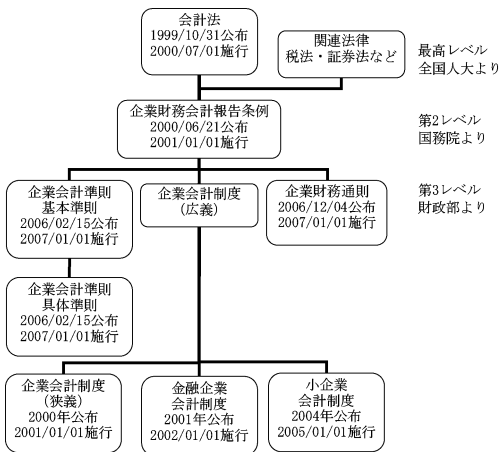 会計法
1999/10/31公布
2000/07/01施行
関連法律
税法・証券法など
最高レベル
全国人大より
企業財務会計報告条例
2000/06/21公布
2001/01/01施行
第2レベル
国務院より
企業会計準則
基本準則
2006/02/15公布
2007/01/01施行
企業会計制度
(広義)
企業財務通則
2006/12/04公布
2007/01/01施行
第3レベル
財政部より
企業会計準則
具体準則
2006/02/15公布
2007/01/01施行
企業会計制度
(狭義)
2000年公布
2001/01/01施行
金融企業
会計制度
2001年公布
2002/01/01施行
小企業
会計制度
2004年公布
2005/01/01施行